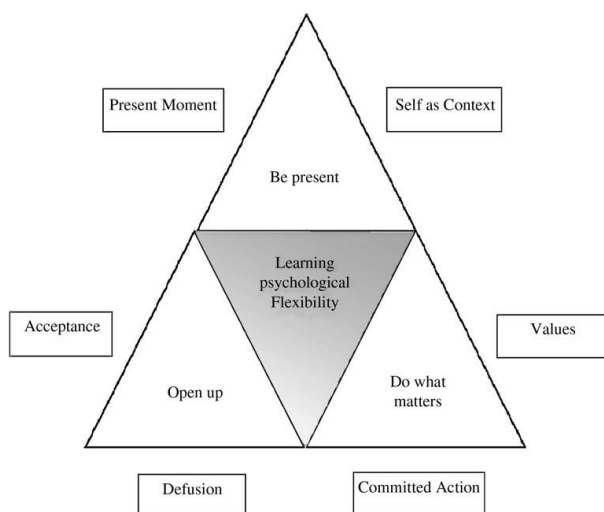 Present Moment
Self as Context
Be present
Learning
psychological
Flexibility
Acceptance
Values
Open up
Do what
matters
Defusion
Committed Action